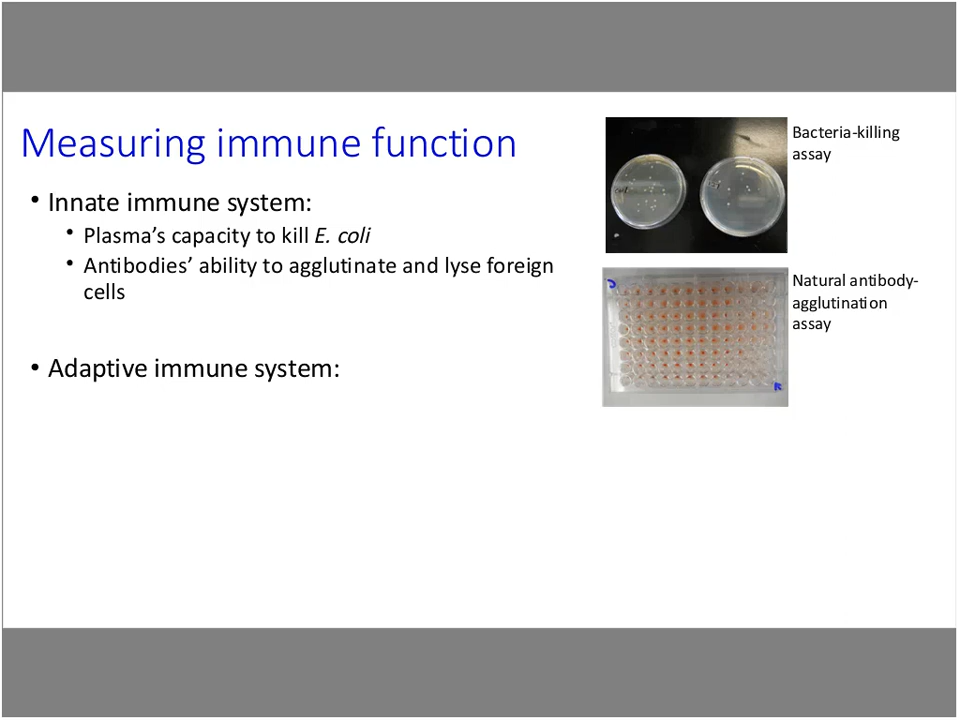 Measuring immune function
• Innate immune system:
• Plasma's capacity to kill E. coli
• Antibodies' ability to agglutinate and lyse foreign
cells
• Adaptive immune system:
Bacteria-killing
assay
Natural antibody-
agglutination
assay